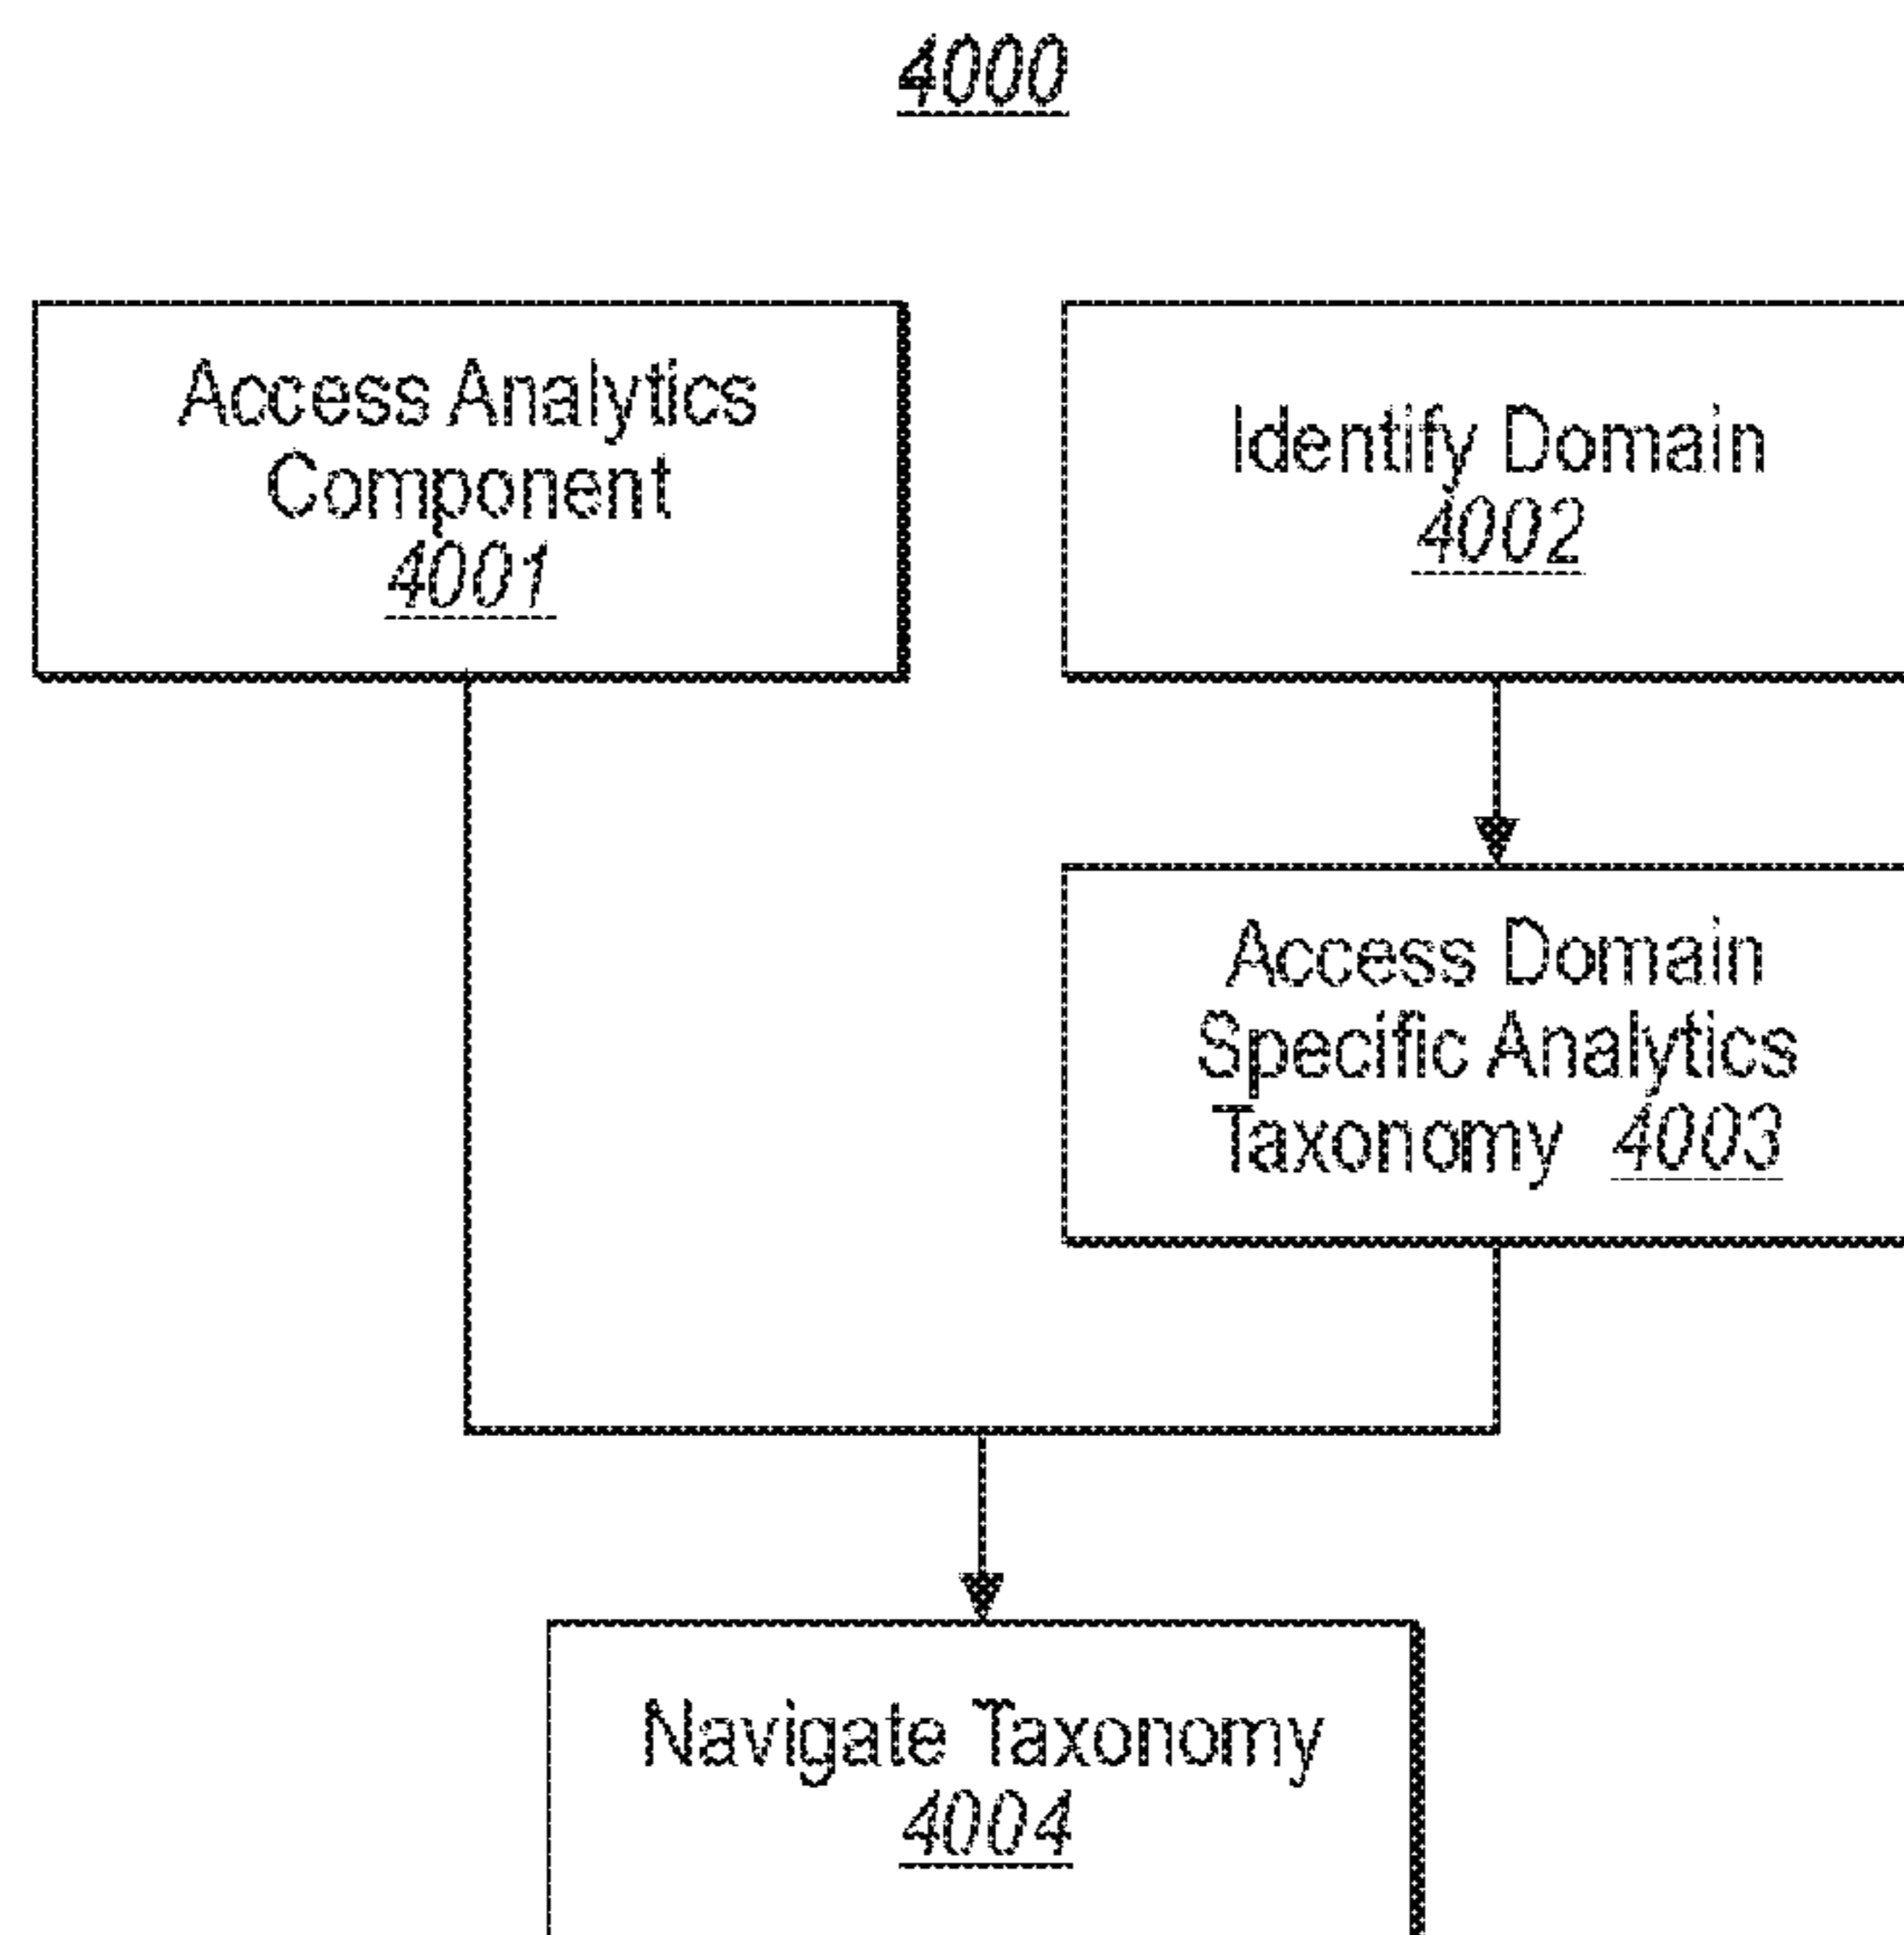 4000
Access Analytics
Component
4001
Identify Domain
4002
Access Domain
Specific Analytics
Taxonomy 4003
Navigate Taxonomy
4004